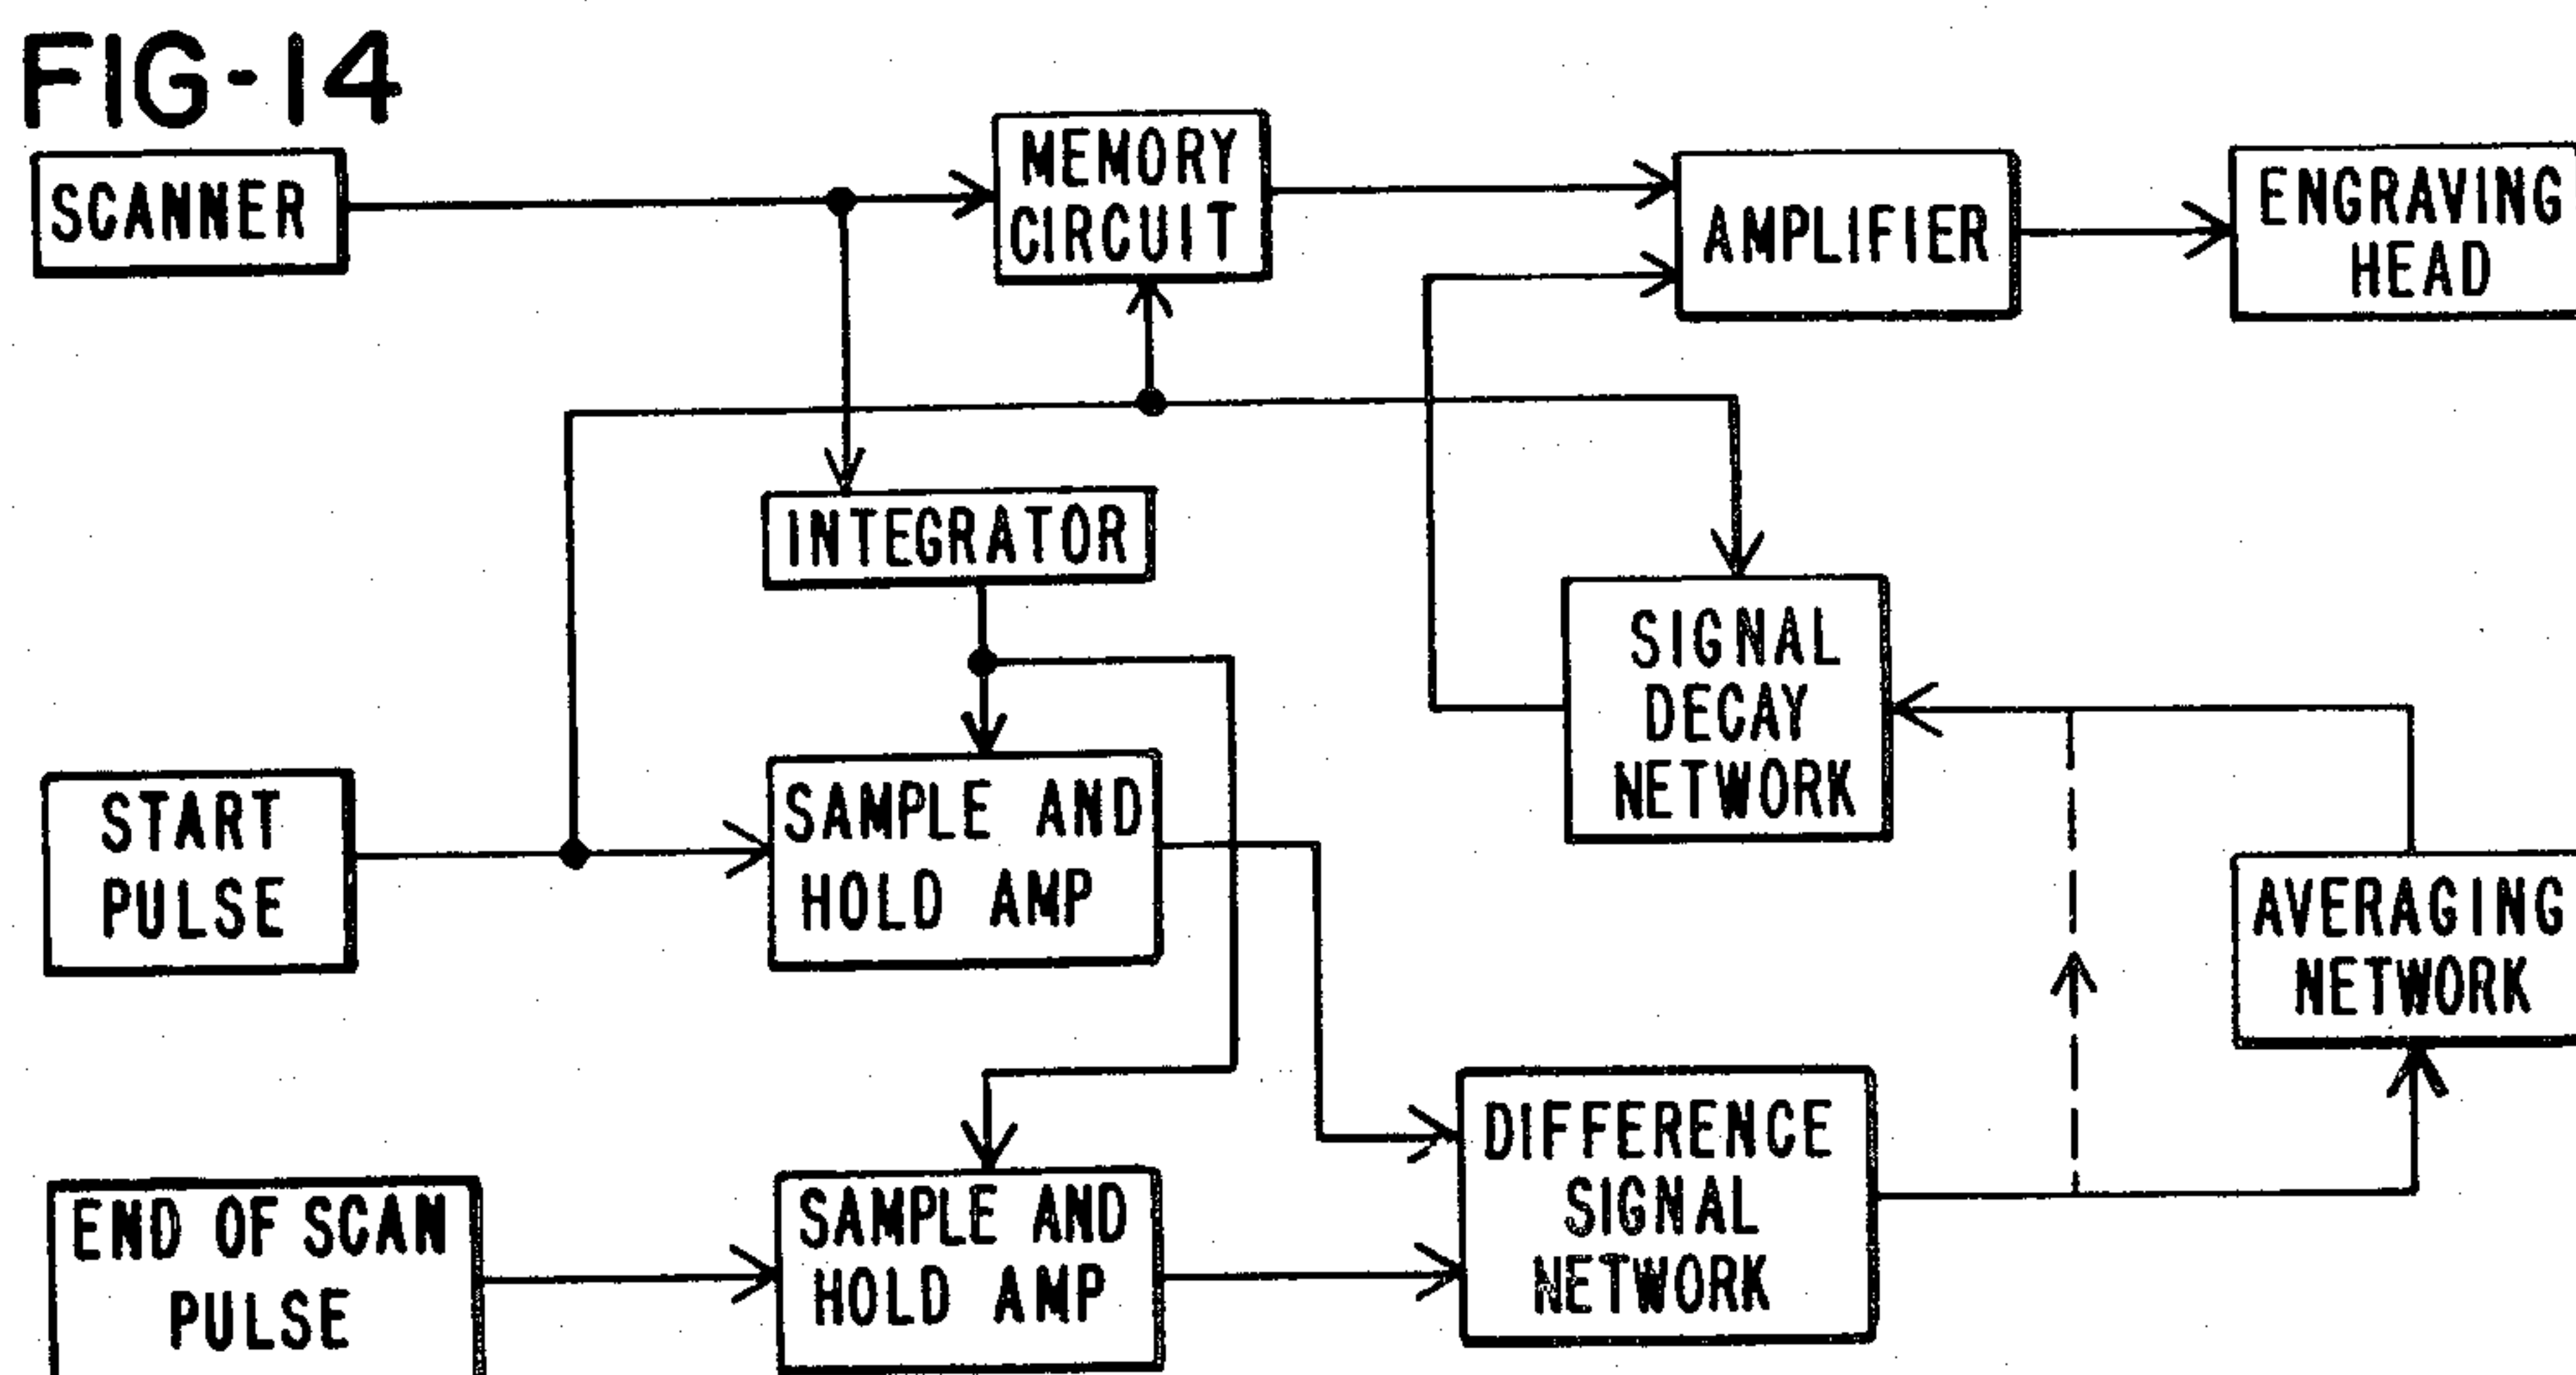 FIG-14
SCANNER
MEMORY
CIRCUIT
AMPLIFIER
ENGRAVING
HEAD
INTEGRATOR
SIGNAL
DECAY
NETWORK
START
PULSE
SAMPLE AND
HOLD AMP
AVERAGING
NETWORK
END OF SCAN
PULSE
SAMPLE AND
HOLD AMP
DIFFERENCE
SIGNAL
NETWORK